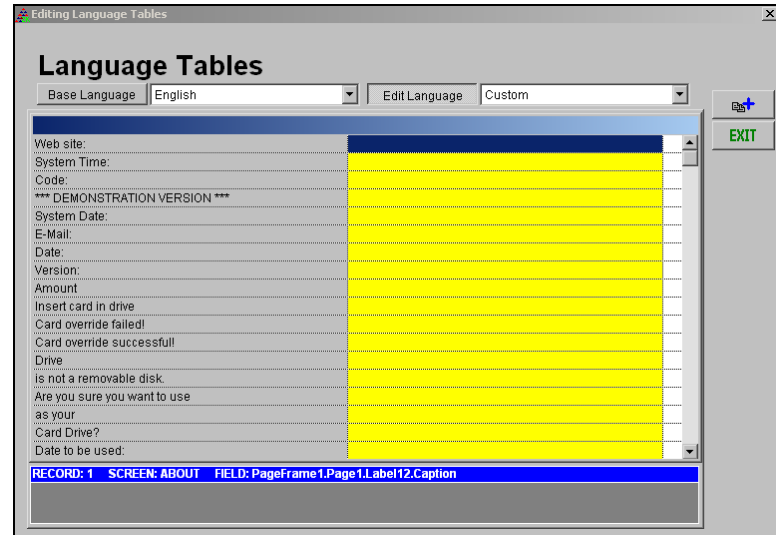 Editing Language Tables
Language Tables
Base Language English Edit Language Custom
EXIT
Web site:
System Time:
Code:
*** DEMONSTRATION VERSION ***
System Date:
E-Mail:
Date:
Version:
Amount
Insert card in drive
Card override failed!
Card override successful!
Drive
is not a removable disk.
Are you sure you want to use
as your
Card Drive?
Date to be used:
RECORD: 1 SCREEN: ABOUT FIELD: PageFrame1.Page1.Label12.Caption